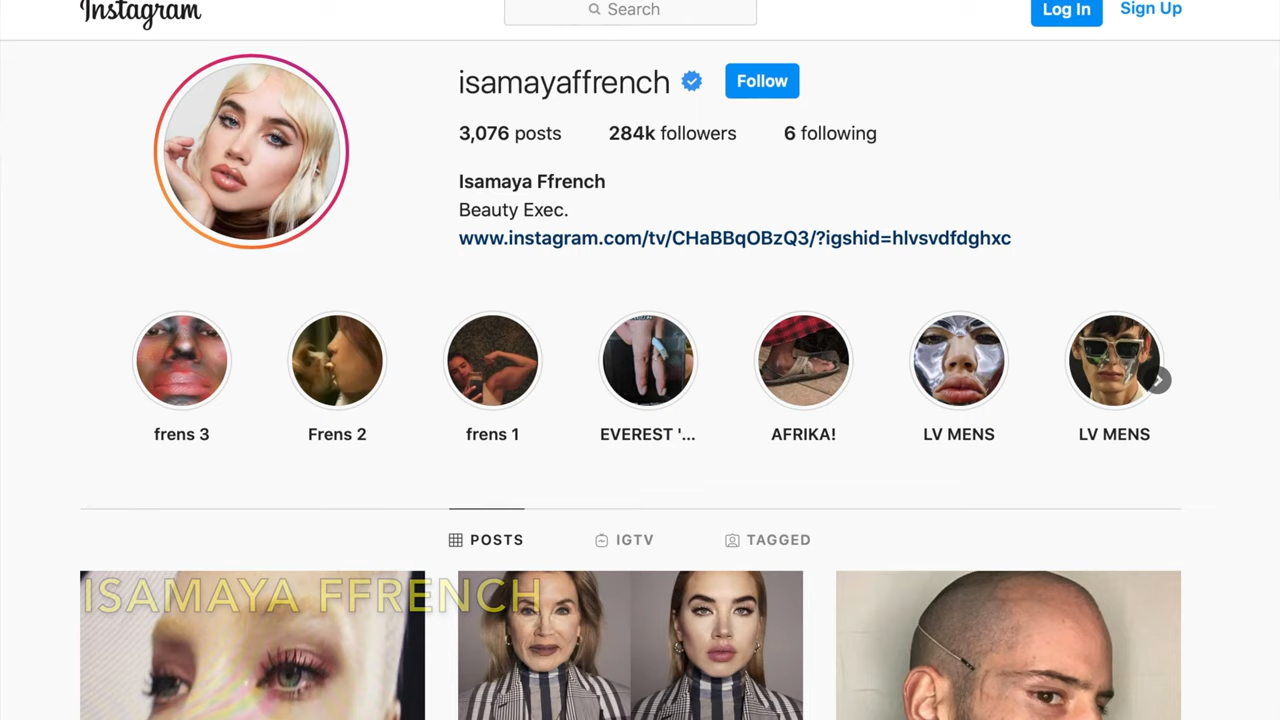 Instagram
Search
Log In
Sign Up
isamayaffrench
Follow
3,076 posts
284k followers
6 following
Isamaya Ffrench
Beauty Exec.
www.instagram.com/tv/CHaBBqOBzQ3/?igshid=hlvsvdfdghxc
frens 3
Frens 2
frens 1
EVEREST '...
AFRIKA!
LV MENS
LV MENS
POSTS
IGTV
TAGGED
ISAMAYA FFRENCH